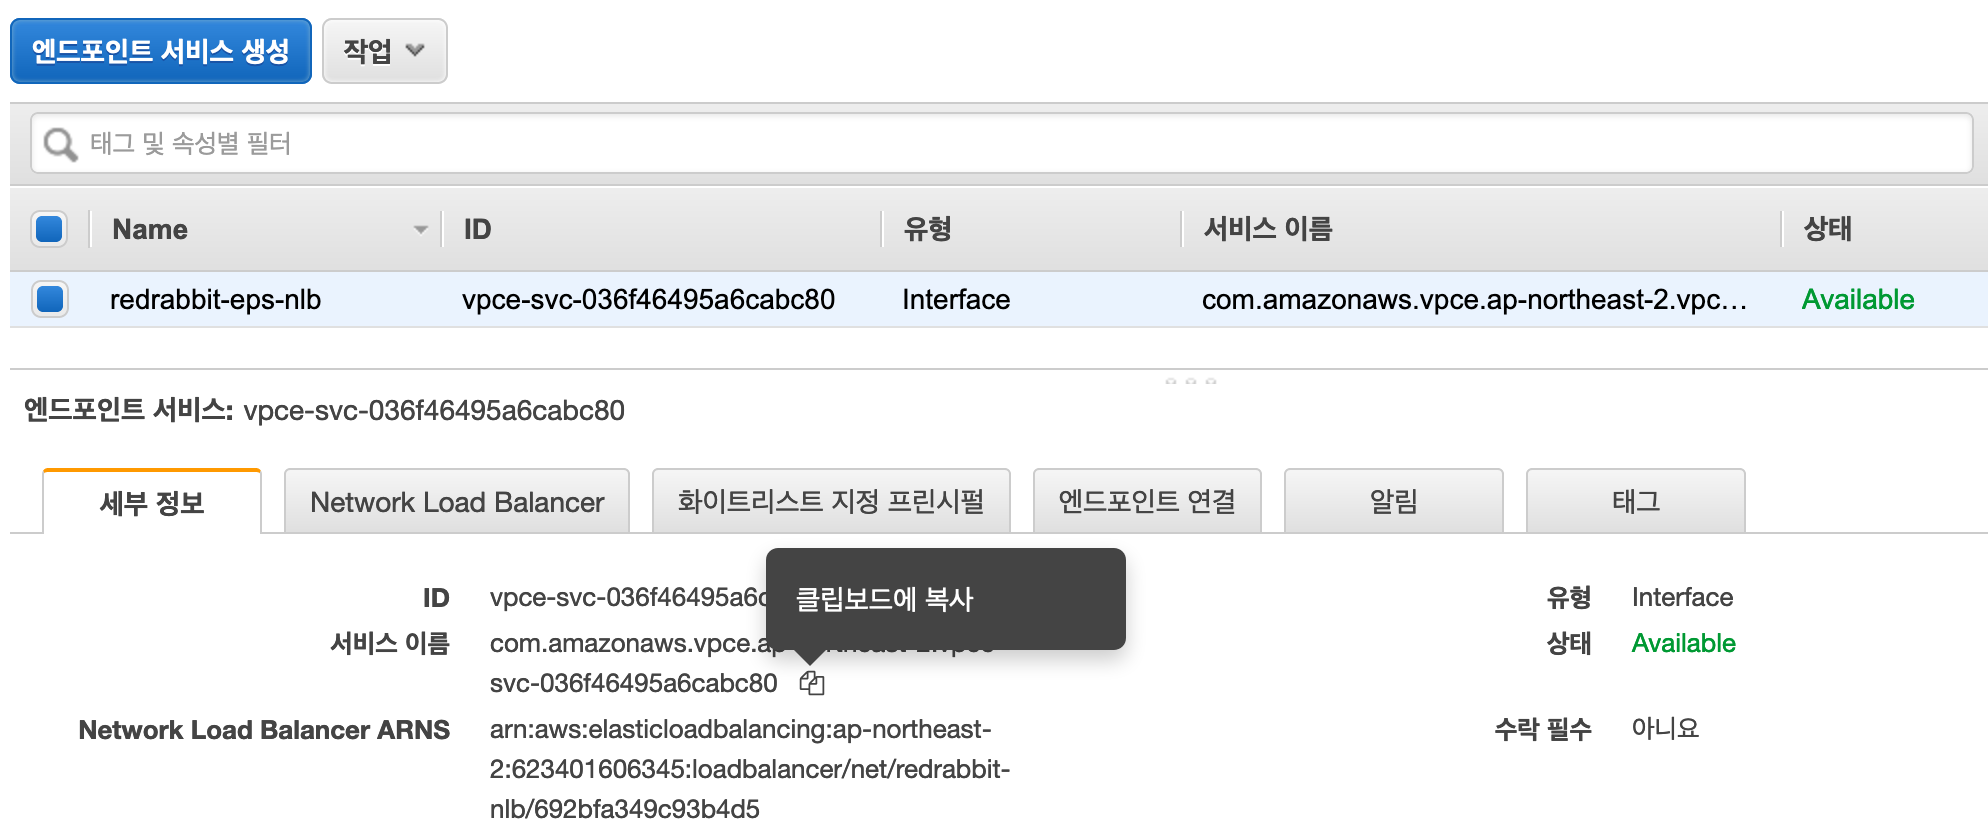 엔드포인트 서비스 생성 작업
태그 및 속성별 필터
Name ID 유형 서비스 이름 상태
redrabbit-eps-nlb vpce-svc-036f46495a6cabc80 Interface com.amazonaws.vpce.ap-northeast-2.vpc... Available
엔드포인트 서비스: vpce-svc-036f46495a6cabc80
세부 정보 Network Load Balancer 화이트리스트 지정 프린시펄 엔드포인트 연결 알림 태그
클립보드에 복사
ID vpce-svc-036f46495a6c 유형 Interface
서비스 이름 com.amazonaws.vpce.ap-northeast-2.vpce- 상태 Available
svc-036f46495a6cabc80
Network Load Balancer ARNS arn:aws:elasticloadbalancing:ap-northeast- 수락 필수 아니요
2:623401606345:loadbalancer/net/redrabbit-
nlb/692bfa349c93b4d5